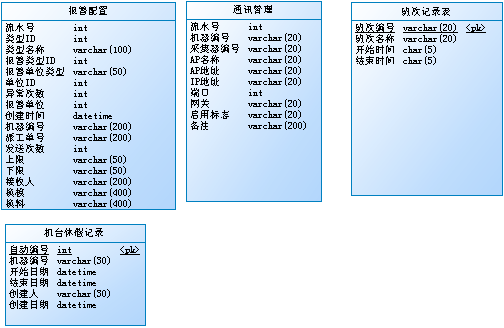 报警配置
流水号 int
类型ID int
类型名称 varchar(100)
报警类型ID int
报警单位类型 varchar(50)
单位ID int
异常次数 int
报警单位 int
创建时间 datetime
机器编号 varchar(200)
派工单号 varchar(200)
发送次数 int
上限 varchar(50)
下限 varchar(50)
接收人 varchar(200)
换模 varchar(400)
换料 varchar(400)
通讯管理
流水号 int
机器编号 varchar(20)
采集器编号 varchar(20)
AP名称 varchar(20)
AP地址 varchar(20)
IP地址 varchar(20)
端口 int
网关 varchar(20)
启用标志 varchar(20)
备注 varchar(200)
班次记录表
班次编号 varchar(20) <pk>
班次名称 varchar(20)
开始时间 char(5)
结束时间 char(5)
机台休假记录
自动编号 int <pk>
机器编号 varchar(30)
开始日期 datetime
结束日期 datetime
创建人 varchar(30)
创建日期 datetime